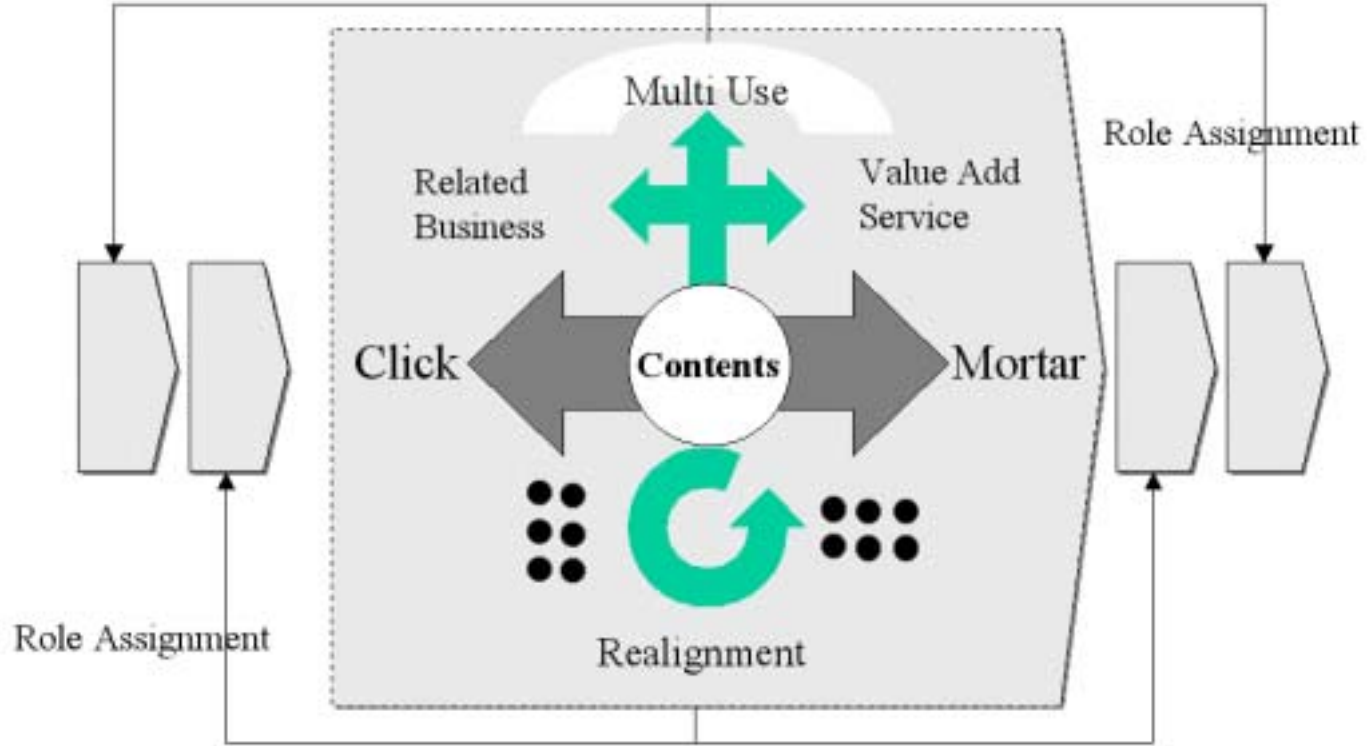 Multi Use
Role Assignment
Related
Business
Value Add
Service
Click
Contents
Mortar
Role Assignment
Realignment